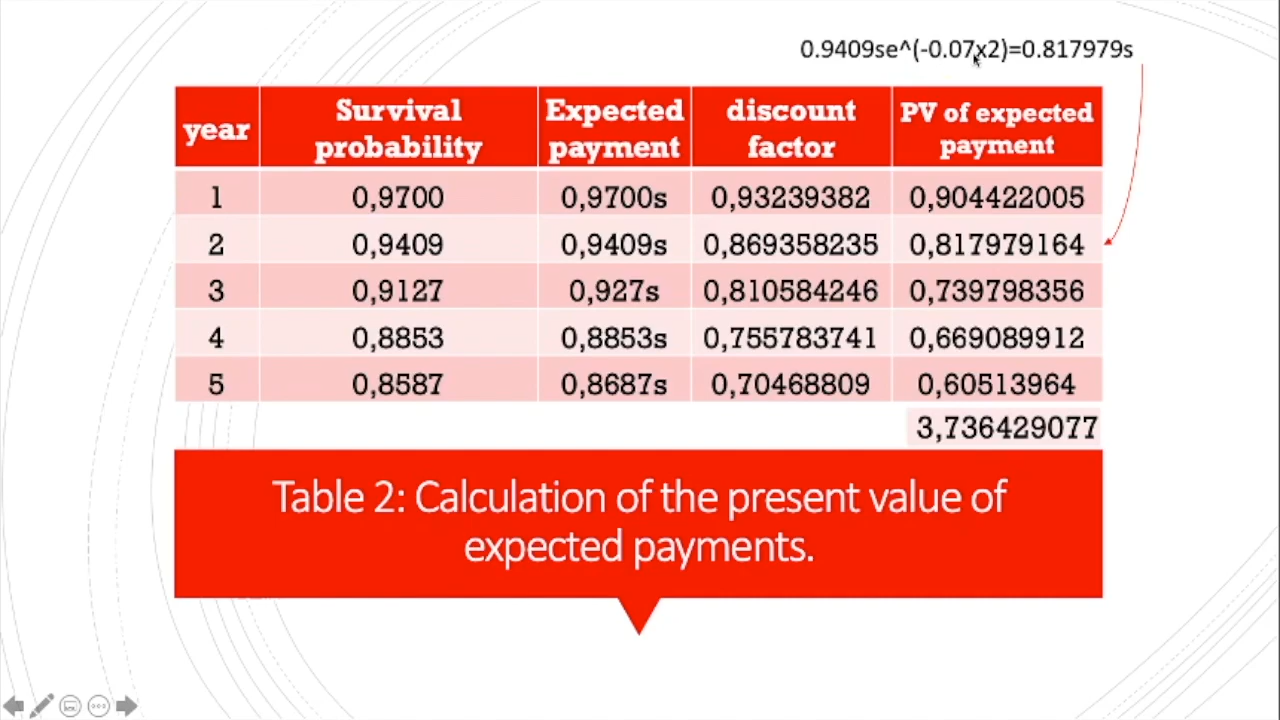 0.9409se^(-0.07x2)=0.817979s
year Survival probability Expected payment discount factor PV of expected payment
1 0,9700 0,9700s 0,93239382 0,904422005
2 0,9409 0,9409s 0,869358235 0,817979164
3 0,9127 0,927s 0,810584246 0,739798356
4 0,8853 0,8853s 0,755783741 0,669089912
5 0,8587 0,8687s 0,70468809 0,60513964
3,736429077
Table 2: Calculation of the present value of
expected payments.